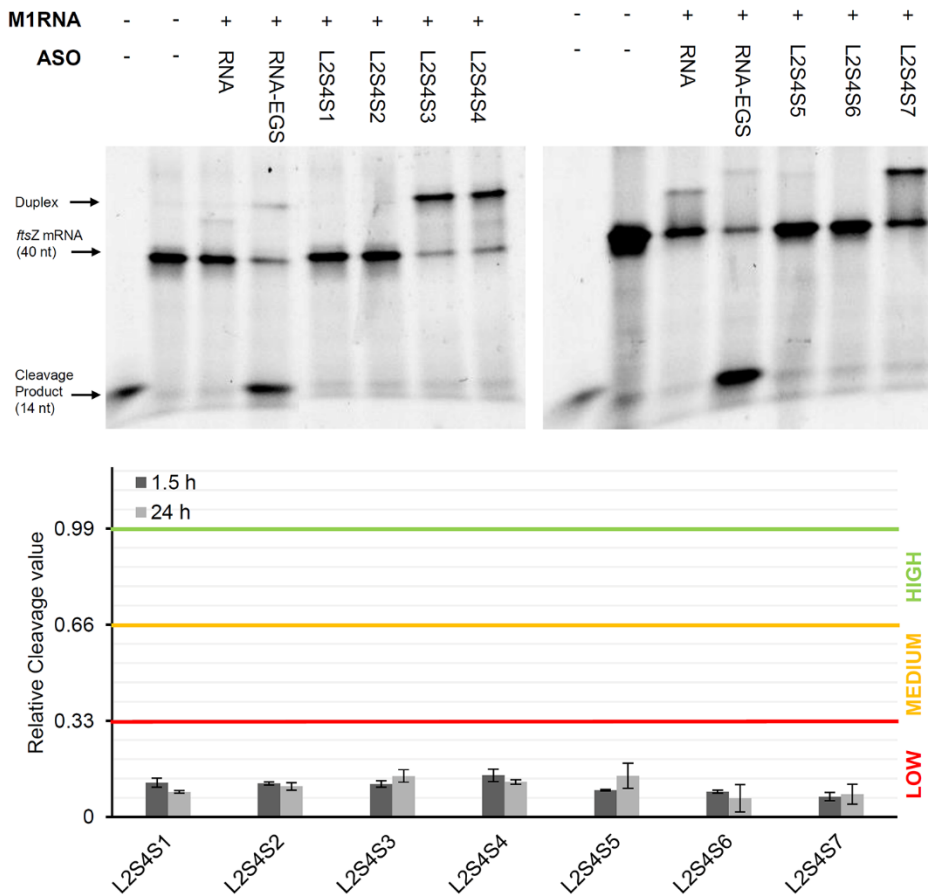 M1RNA - - + + + + + + - - + + + + +
ASO - - RNA RNA-EGS L2S4S1 L2S4S2 L2S4S3 L2S4S4 - - RNA RNA-EGS L2S4S5 L2S4S6 L2S4S7
Duplex
ftsZ mRNA
(40 nt)
Cleavage
Product
(14 nt)
1.5 h
24 h
Relative Cleavage value
0.99
0.66
0.33
0
HIGH
MEDIUM
LOW
L2S4S1 L2S4S2 L2S4S3 L2S4S4 L2S4S5 L2S4S6 L2S4S7